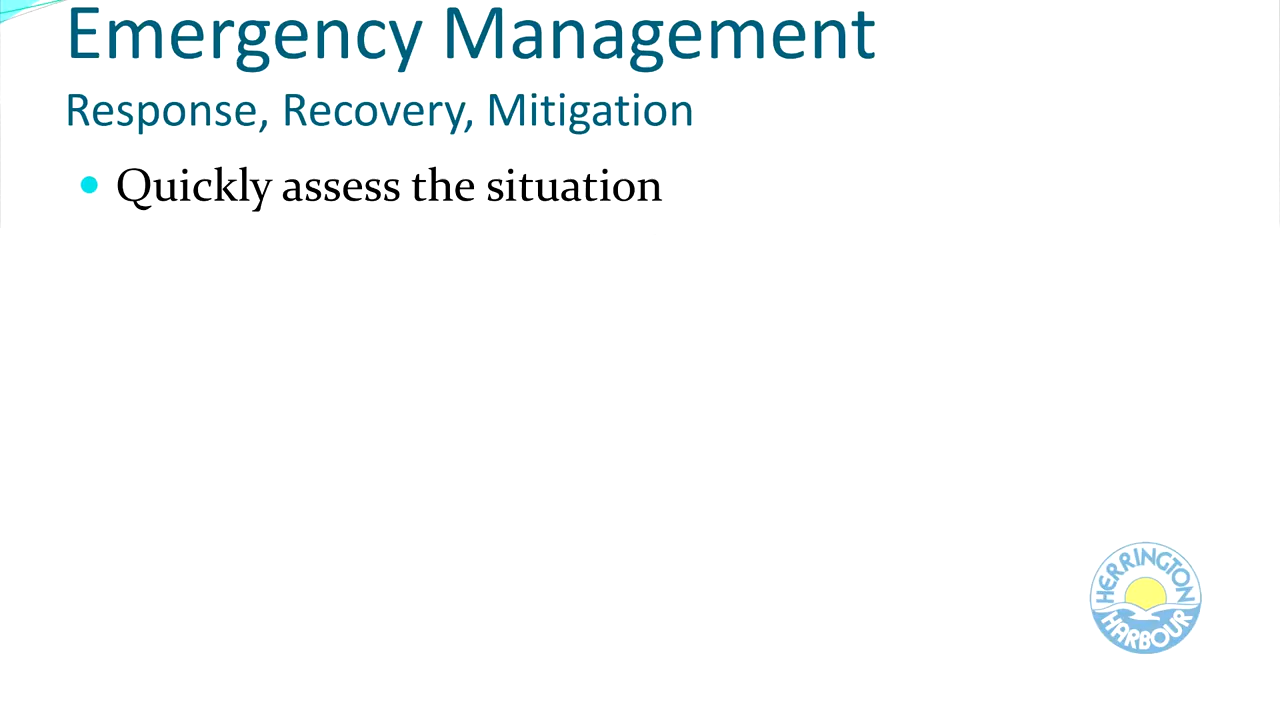 Emergency Management
Response, Recovery, Mitigation
Quickly assess the situation
HERRINGTON
HARBOUR